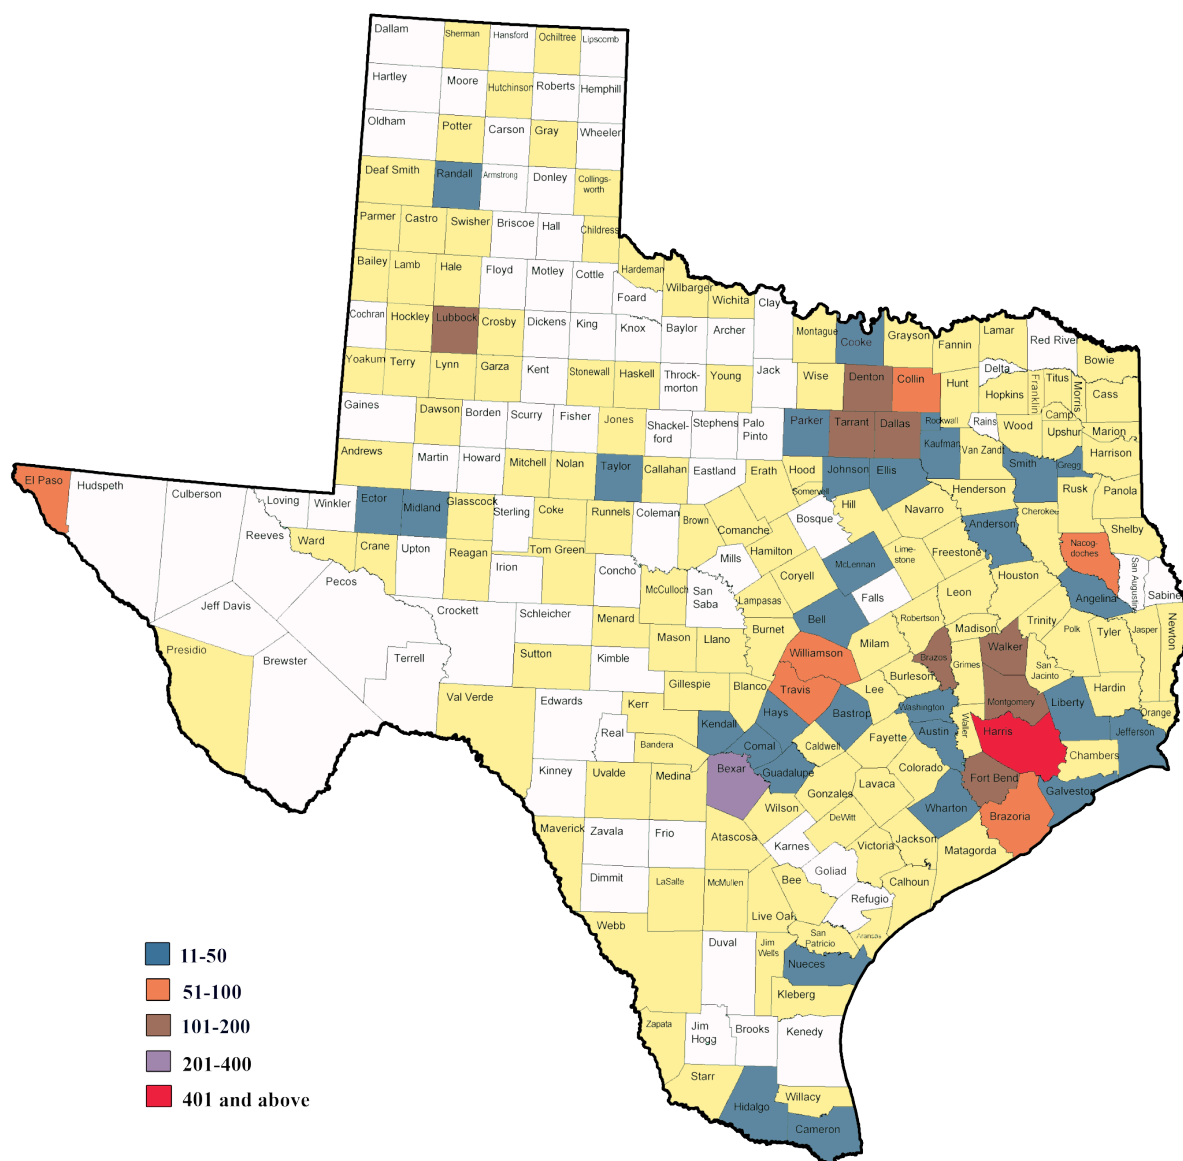 Dallam
Sherman
Hansford
Ochiltree
Lipscomb
Hartley
Moore
Hutchinson
Roberts
Hemphill
Oldham
Potter
Carson
Gray
Wheeler
Deaf Smith
Randall
Armstrong
Donley
Collings-
worth
Parmer
Castro
Swisher
Briscoe
Hall
Childress
Bailey
Lamb
Hale
Floyd
Motley
Cottle
Hardeman
Foard
Wilbarger
Wichita
Clay
Cochran
Hockley
Lubbock
Crosby
Dickens
King
Knox
Baylor
Archer
Montague
Cooke
Grayson
Fannin
Lamar
Red River
Bowie
Yoakum
Terry
Lynn
Garza
Kent
Stonewall
Haskell
Throck-
morton
Young
Jack
Wise
Denton
Collin
Hunt
Delta
Hopkins
Franklin
Titus
Morris
Cass
Camp
Gaines
Dawson
Borden
Scurry
Fisher
Jones
Shackel-
ford
Stephens
Palo
Pinto
Parker
Tarrant
Dallas
Rockwall
Kaufman
Rains
Wood
Upshur
Marion
Van Zandt
Harrison
Andrews
Martin
Howard
Mitchell
Nolan
Taylor
Callahan
Eastland
Erath
Hood
Somervell
Johnson
Ellis
Henderson
Smith
Gregg
Rusk
Panola
El Paso
Hudspeth
Culberson
Reeves
Loving
Winkler
Ector
Midland
Glasscock
Sterling
Coke
Runnels
Coleman
Brown
Comanche
Bosque
Hill
Navarro
Anderson
Cherokee
Shelby
Ward
Crane
Upton
Reagan
Irion
Tom Green
Concho
Mills
Hamilton
McLennan
Lime-
stone
Freestone
Nacog-
doches
San Augustine
Sabine
Jeff Davis
Pecos
Crockett
Schleicher
Menard
McCulloch
San
Saba
Lampasas
Coryell
Falls
Leon
Houston
Angelina
Presidio
Brewster
Terrell
Sutton
Kimble
Mason
Llano
Burnet
Bell
Milam
Robertson
Madison
Trinity
Polk
Tyler
Jasper
Newton
Val Verde
Edwards
Kerr
Gillespie
Blanco
Williamson
Travis
Lee
Burleson
Brazos
Grimes
Walker
San
Jacinto
Hardin
Orange
Real
Bandera
Kendall
Hays
Comal
Caldwell
Bastrop
Fayette
Washington
Austin
Waller
Montgomery
Liberty
Jefferson
Harris
Chambers
Kinney
Uvalde
Medina
Bexar
Guadalupe
Gonzales
Lavaca
Colorado
Fort Bend
Galveston
Wharton
Brazoria
Maverick
Zavala
Frio
Atascosa
Wilson
Karnes
DeWitt
Victoria
Jackson
Matagorda
Dimmit
LaSalle
McMullen
Live Oak
Bee
Goliad
Calhoun
Refugio
Webb
Duval
Jim
Wells
San
Patricio
Aransas
Nueces
Kleberg
Zapata
Jim
Hogg
Brooks
Kenedy
Starr
Hidalgo
Willacy
Cameron
11-50
51-100
101-200
201-400
401 and above